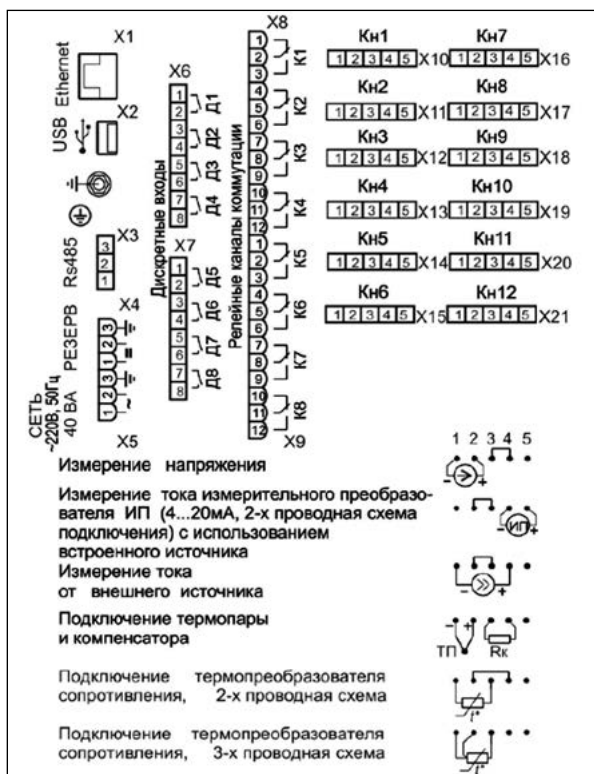 X1
Ethernet
X2
USB
X3
Rs485
3
2
1
X4
РЕЗЕРВ
3
2
1
3
2
1
СЕТЬ
~220В, 50Гц
40 ВА
=
~
X5
X6
Дискретные входы
1
2
3
4
5
6
7
8
Д1
Д2
Д3
Д4
X7
1
2
3
4
5
6
7
8
Д5
Д6
Д7
Д8
X8
Релейные каналы коммутации
1
2
3
4
5
6
7
8
9
10
11
12
К1
К2
К3
К4
1
2
3
4
5
6
7
8
9
10
11
12
К5
К6
К7
К8
X9
Кн1 Кн7
1 2 3 4 5 X10 1 2 3 4 5 X16
Кн2 Кн8
1 2 3 4 5 X11 1 2 3 4 5 X17
Кн3 Кн9
1 2 3 4 5 X12 1 2 3 4 5 X18
Кн4 Кн10
1 2 3 4 5 X13 1 2 3 4 5 X19
Кн5 Кн11
1 2 3 4 5 X14 1 2 3 4 5 X20
Кн6 Кн12
1 2 3 4 5 X15 1 2 3 4 5 X21
1 2 3 4 5
Измерение напряжения
- +
Измерение тока измерительного преобразо-
вателя ИП (4...20мА, 2-х проводная схема
подключения) с использованием
встроенного источника
- ИП +
Измерение тока
от внешнего источника
- +
Подключение термопары
и компенсатора
- +
ТП Rк
Подключение термопреобразователя
сопротивления, 2-х проводная схема
t°
Подключение термопреобразователя
сопротивления, 3-х проводная схема
t°